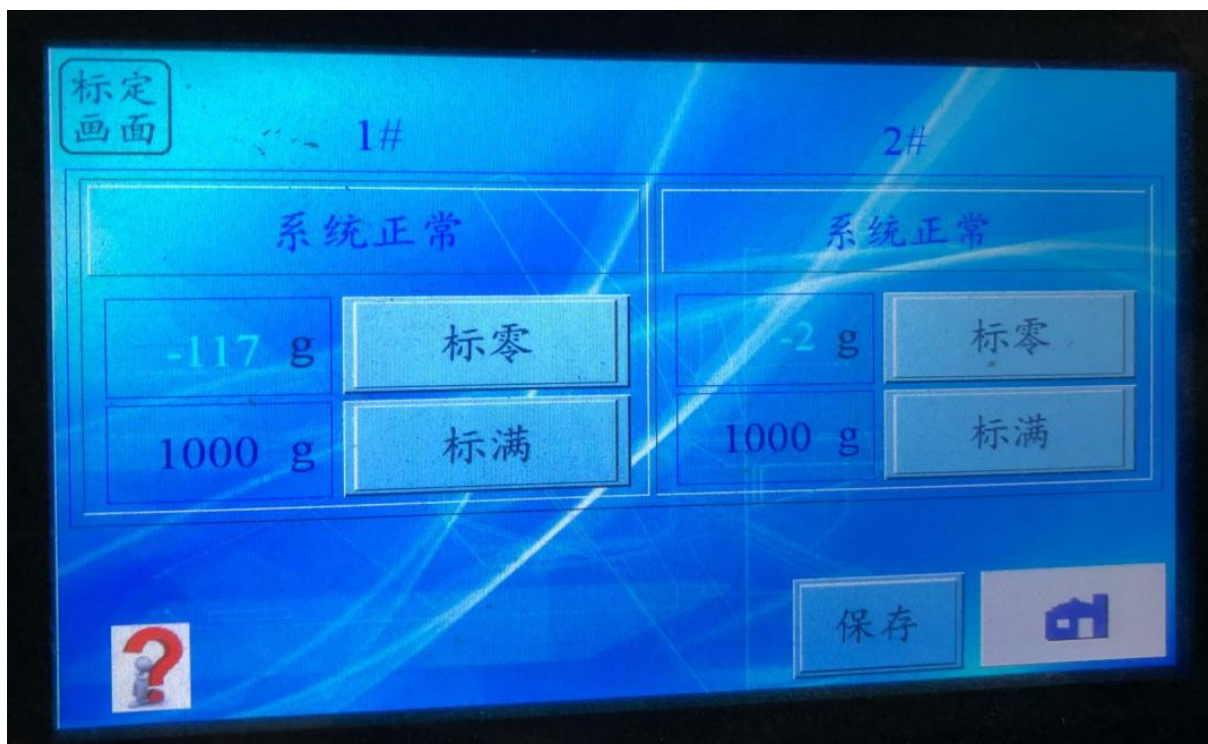 标定
画面
1#
2#
系统正常
系统正常
-117 g
标零
-2 g
标零
1000 g
标满
1000 g
标满
保存
?